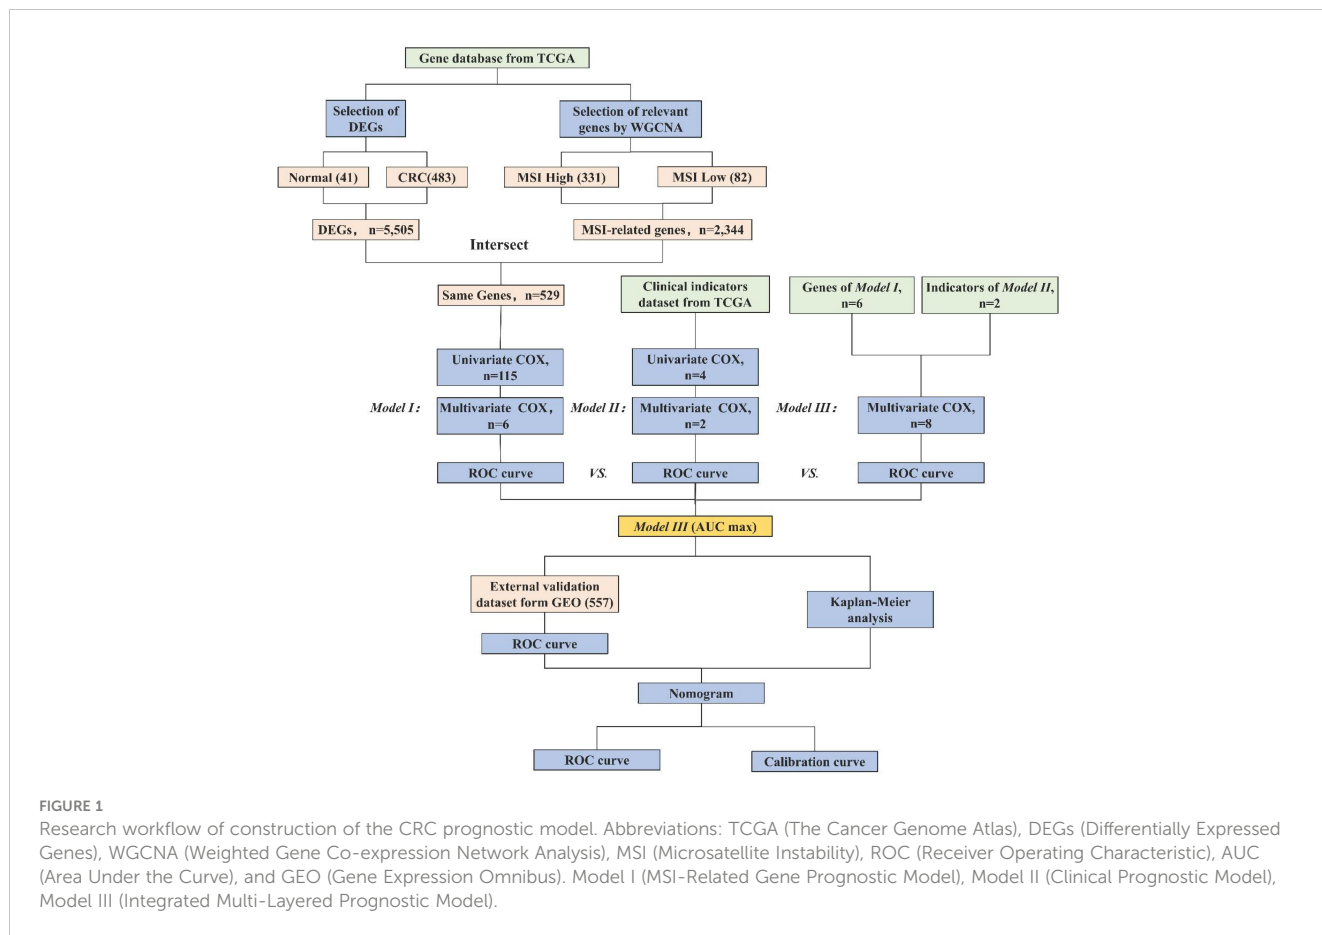 Gene database from TCGA
Selection of
DEGs
Selection of relevant
genes by WGCNA
Normal (41)
CRC(483)
MSI High (331)
MSI Low (82)
DEGs， n=5,505
MSI-related genes，n=2,344
Intersect
Same Genes，n=529
Clinical indicators
dataset from TCGA
Genes of Model I,
n=6
Indicators of Model II,
n=2
Univariate COX,
n=115
Univariate COX,
n=4
Model I：
Multivariate COX，
n=6
Model II：
Multivariate COX,
n=2
Model III：
Multivariate COX,
n=8
ROC curve
VS.
ROC curve
VS.
ROC curve
Model III (AUC max)
External validation
dataset form GEO (557)
Kaplan-Meier
analysis
ROC curve
Nomogram
ROC curve
Calibration curve
FIGURE 1
Research workflow of construction of the CRC prognostic model. Abbreviations: TCGA (The Cancer Genome Atlas), DEGs (Differentially Expressed
Genes), WGCNA (Weighted Gene Co-expression Network Analysis), MSI (Microsatellite Instability), ROC (Receiver Operating Characteristic), AUC
(Area Under the Curve), and GEO (Gene Expression Omnibus). Model I (MSI-Related Gene Prognostic Model), Model II (Clinical Prognostic Model),
Model III (Integrated Multi-Layered Prognostic Model).